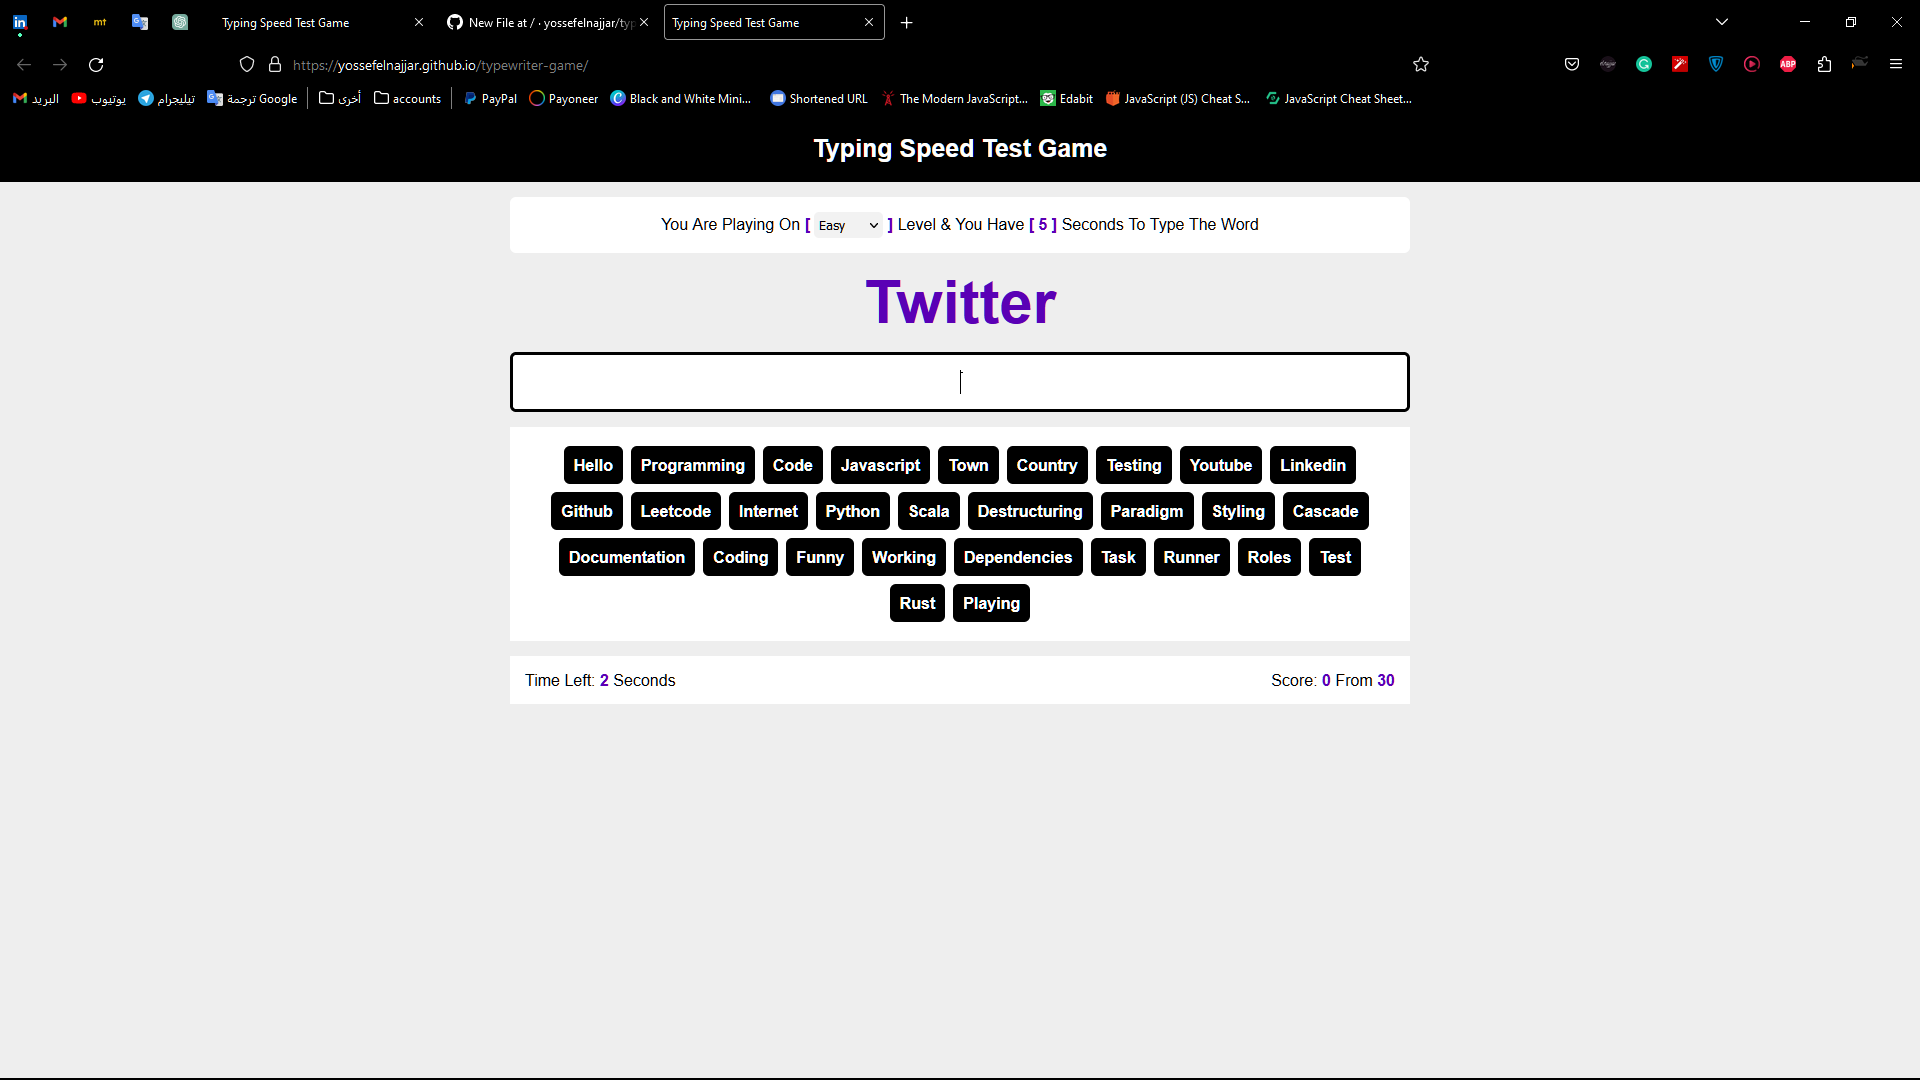 in mt Typing Speed Test Game New File at / · yossefelnajjar/typ Typing Speed Test Game
https://yossefelnajjar.github.io/typewriter-game/ ABP
البريد يوتيوب تيليجرام ترجمة Google أخرى accounts PayPal Payoneer Black and White Mini... Shortened URL The Modern JavaScript... Edabit JavaScript (JS) Cheat S... JavaScript Cheat Sheet...
Typing Speed Test Game
You Are Playing On [ Easy ] Level & You Have [ 5 ] Seconds To Type The Word
Twitter
Hello Programming Code Javascript Town Country Testing Youtube Linkedin
Github Leetcode Internet Python Scala Destructuring Paradigm Styling Cascade
Documentation Coding Funny Working Dependencies Task Runner Roles Test
Rust Playing
Time Left: 2 Seconds Score: 0 From 30